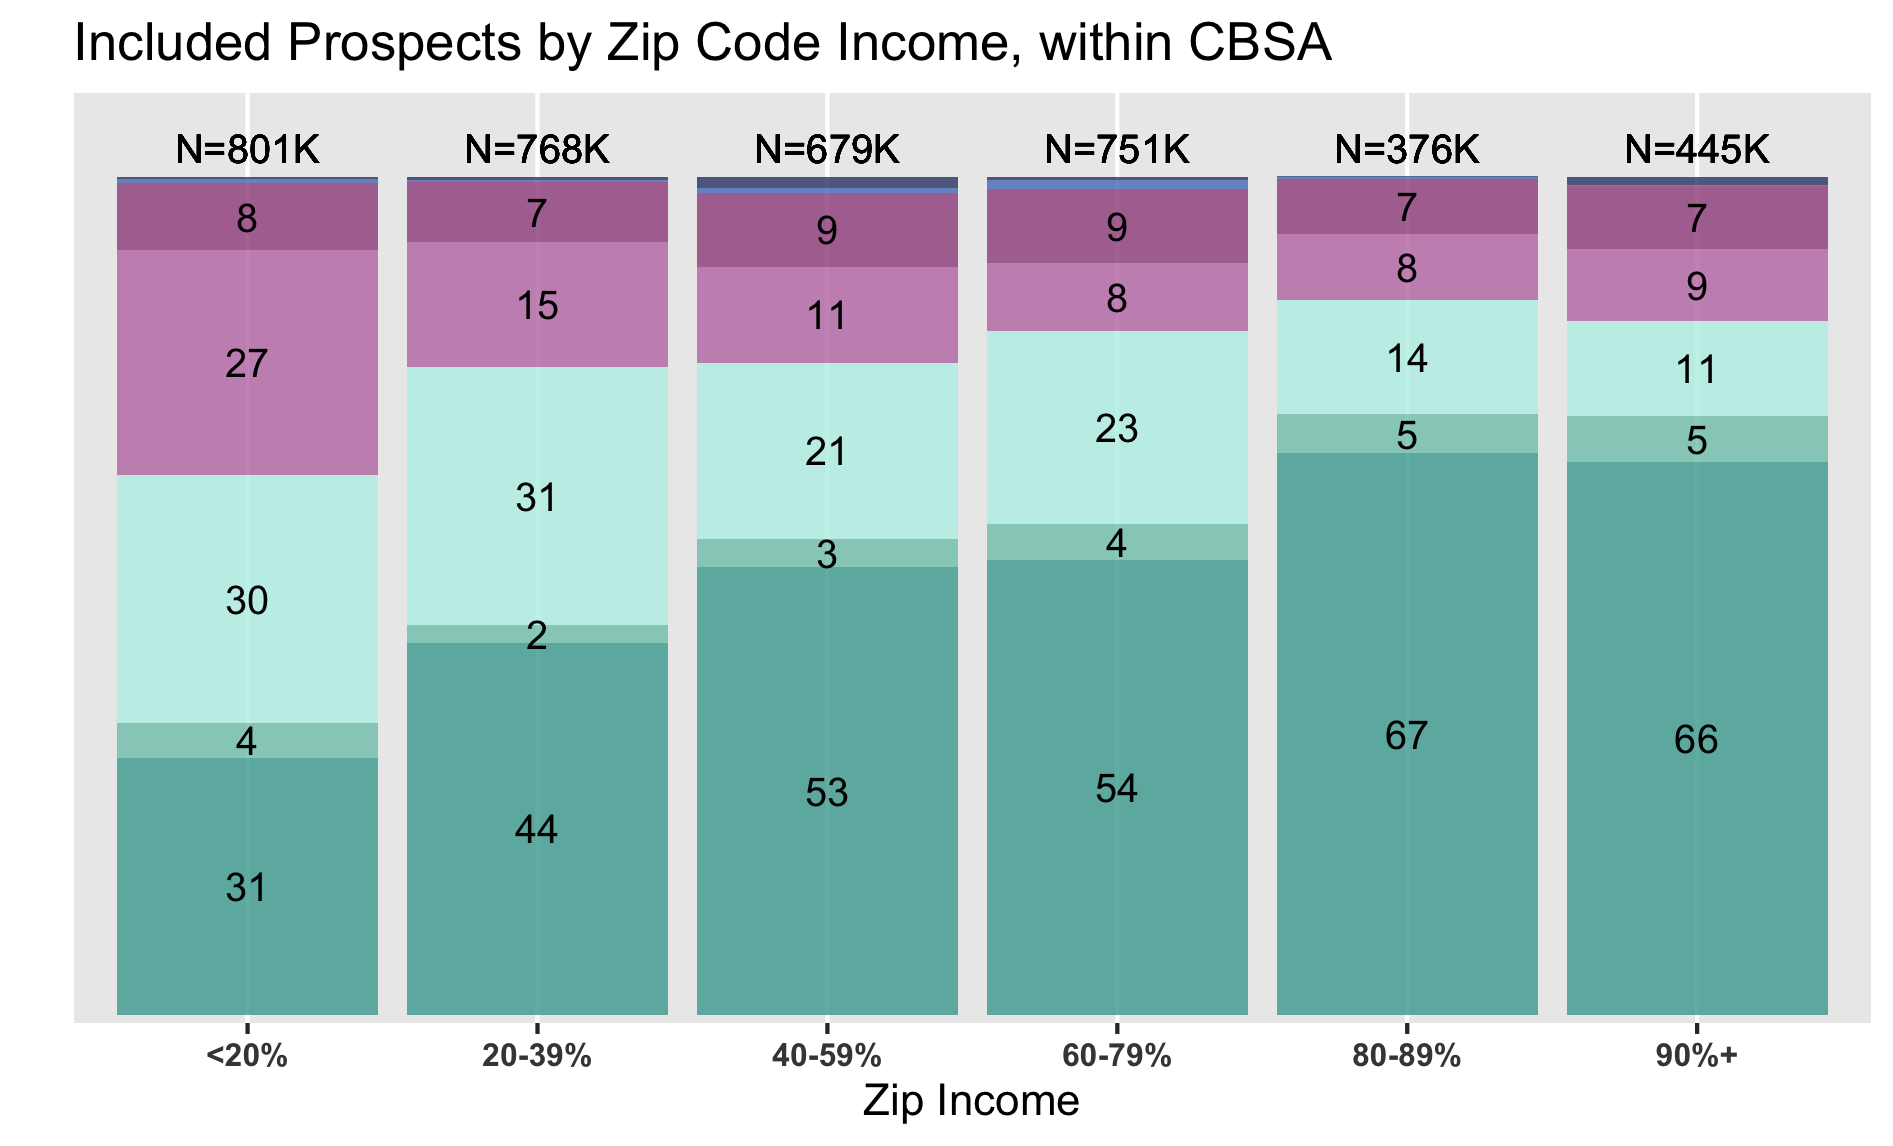 Included Prospects by Zip Code Income, within CBSA
N=801K N=768K N=679K N=751K N=376K N=445K
8 7 9 9 7 7
27 15 11 8 8 9
30 31 21 23 14 11
4 2 3 4 5 5
31 44 53 54 67 66
<20% 20-39% 40-59% 60-79% 80-89% 90%+
Zip Income